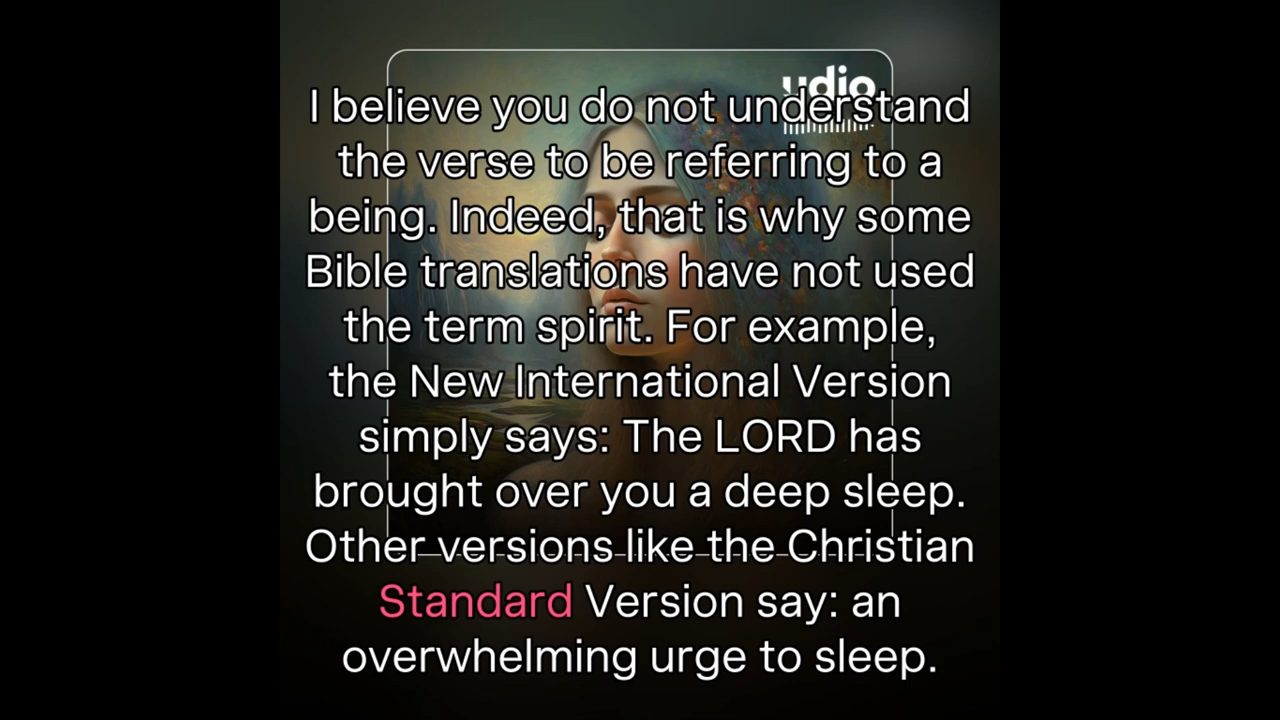 udio
I believe you do not understand
the verse to be referring to a
being. Indeed, that is why some
Bible translations have not used
the term spirit. For example,
the New International Version
simply says: The LORD has
brought over you a deep sleep.
Other versions like the Christian
Standard Version say: an
overwhelming urge to sleep.